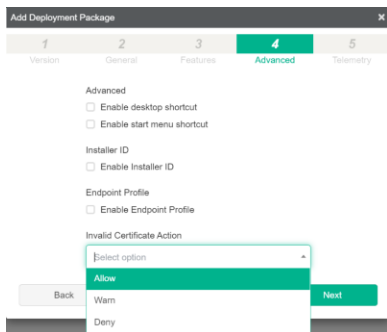 Add Deployment Package ×
1 2 3 4 5
Version General Features Advanced Telemetry
Advanced
Enable desktop shortcut
Enable start menu shortcut
Installer ID
Enable Installer ID
Endpoint Profile
Enable Endpoint Profile
Invalid Certificate Action
Select option
Allow
Back Next
Warn
Deny